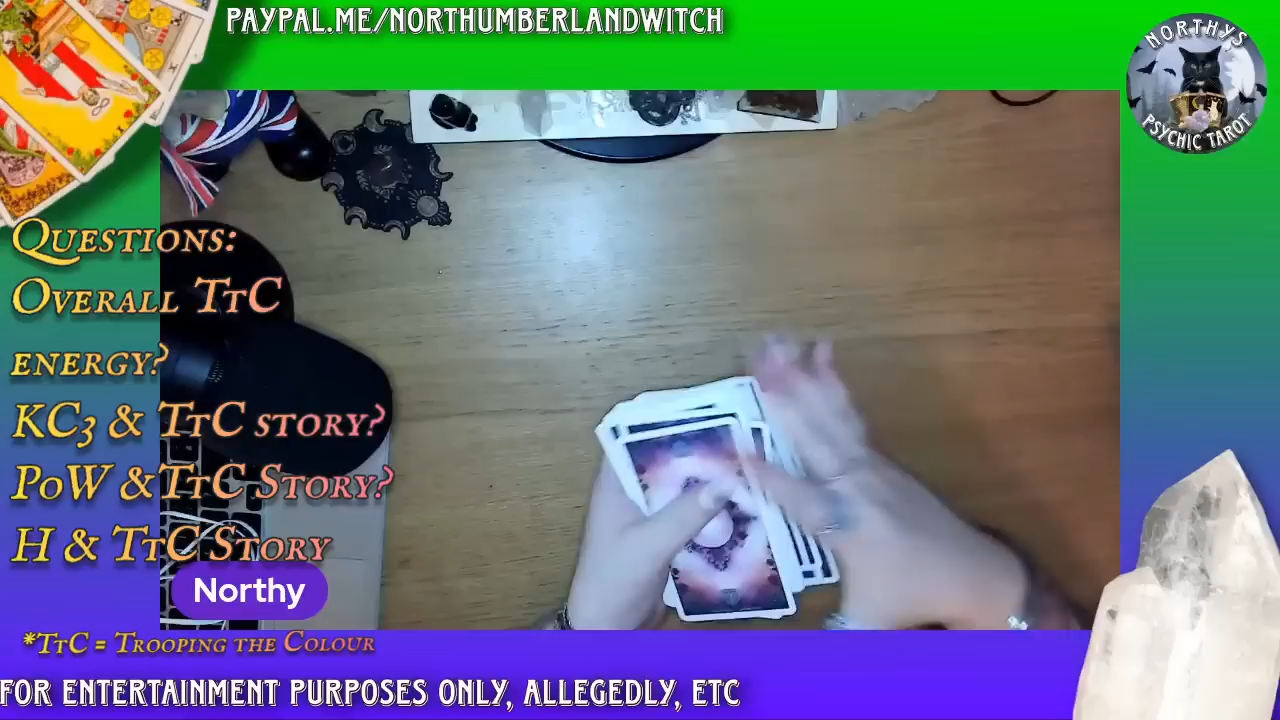 PAYPAL.ME/NORTHUMBERLANDWITCH
NORTHYS
PSYCHIC TAROT
QUESTIONS:
OVERALL TTC
ENERGY?
KC3 & TTC STORY?
POW & TTC STORY?
H & TTC STORY
Northy
*TTC = TROOPING THE COLOUR
FOR ENTERTAINMENT PURPOSES ONLY, ALLEGEDLY, ETC